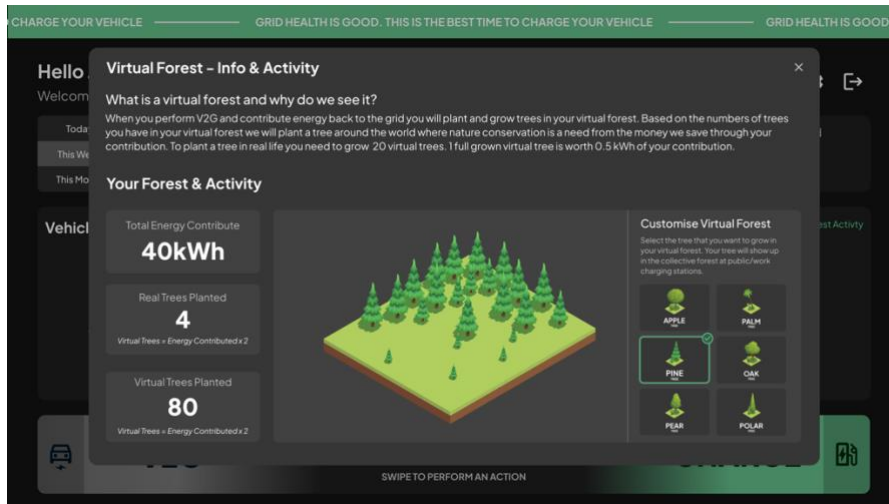 CHARGE YOUR VEHICLE
GRID HEALTH IS GOOD. THIS IS THE BEST TIME TO CHARGE YOUR VEHICLE
GRID HEALTH IS GOOD
Hello
Welcom
Virtual Forest – Info & Activity
×
What is a virtual forest and why do we see it?
When you perform V2G and contribute energy back to the grid you will plant and grow trees in your virtual forest. Based on the numbers of trees
you have in your virtual forest we will plant a tree around the world where nature conservation is a need from the money we save through your
contribution. To plant a tree in real life you need to grow 20 virtual trees. 1 full grown virtual tree is worth 0.5 kWh of your contribution.
Toda
This We
This Mo
Your Forest & Activity
Vehicl
est Activty
Total Energy Contribute
40kWh
Real Trees Planted
4
Virtual Trees = Energy Contributed x 2
Virtual Trees Planted
80
Virtual Trees = Energy Contributed x 2
Customise Virtual Forest
Select the tree that you want to grow in
your virtual forest. Your tree will show up
in the collective forest at public/work
charging stations.
APPLE
PALM
PINE
OAK
PEAR
POLAR
SWIPE TO PERFORM AN ACTION